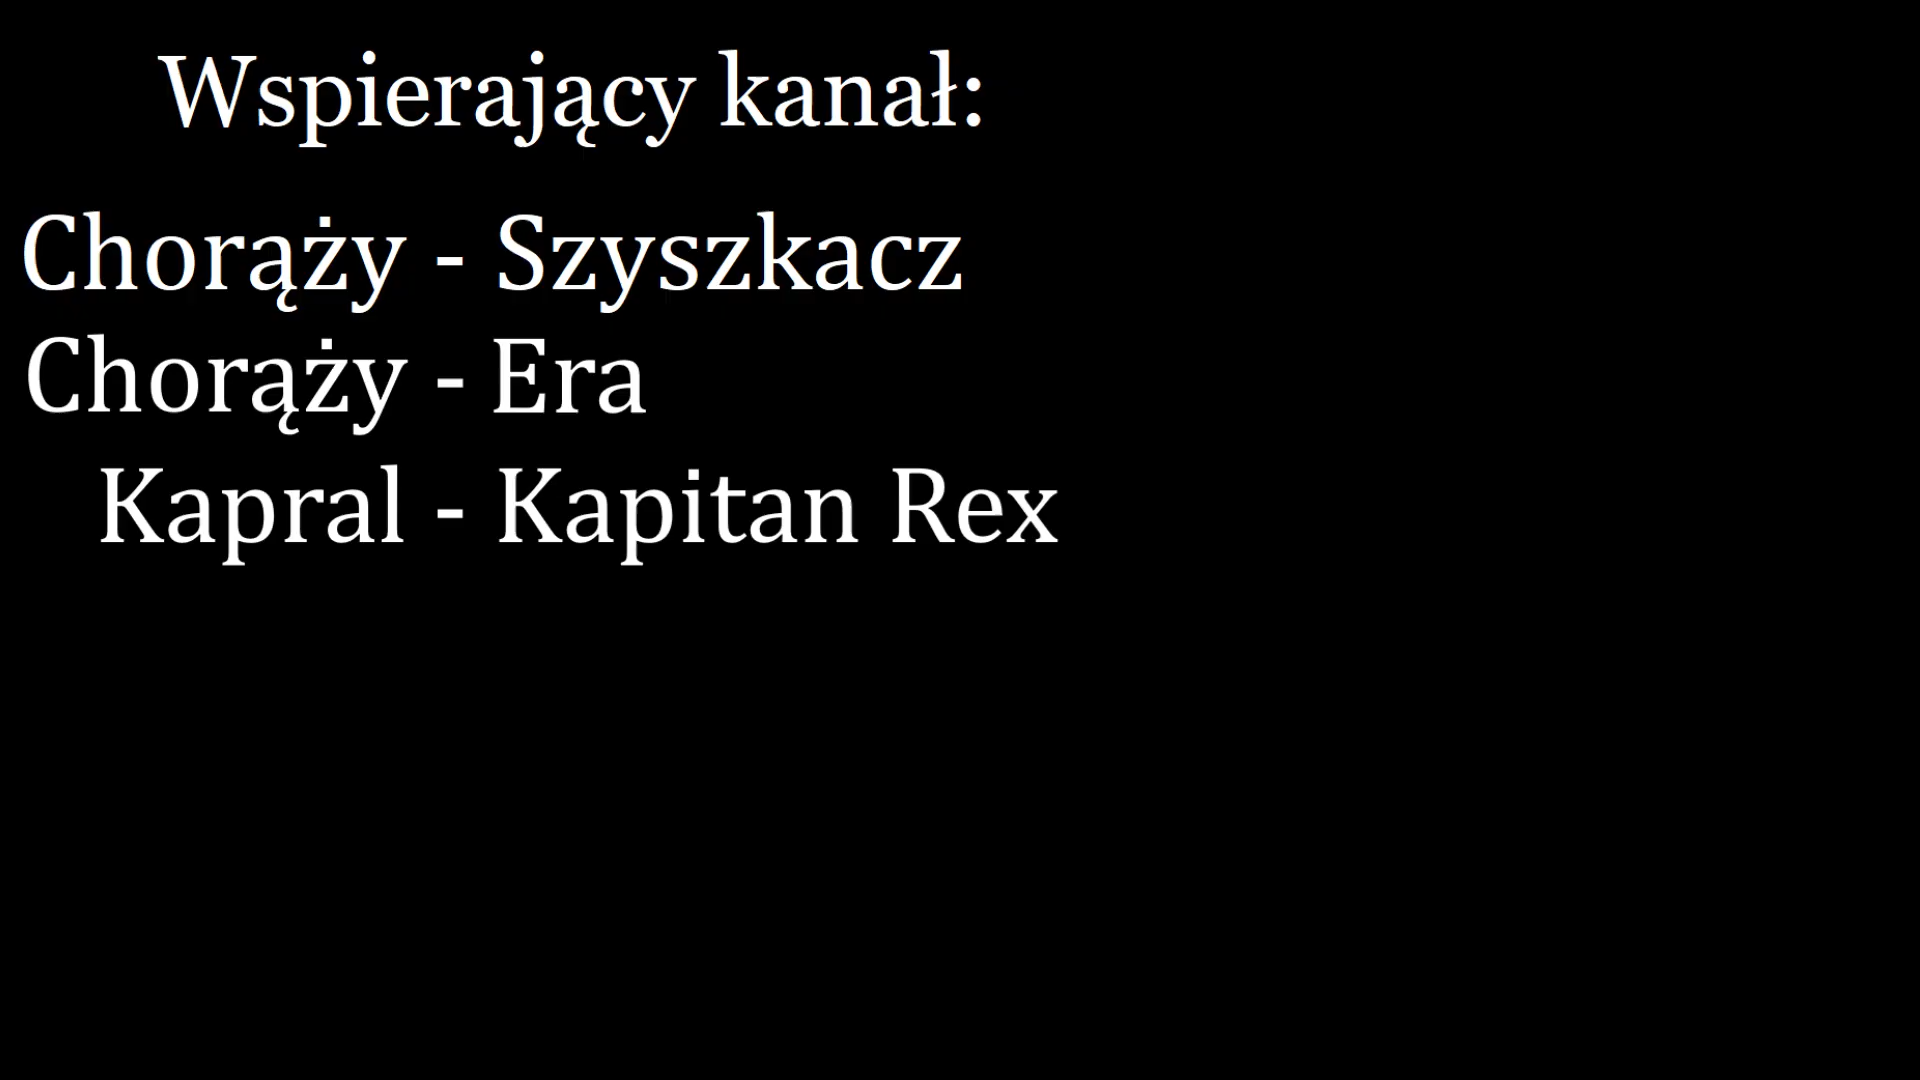 Wspierający kanał:
Chorąży - Szyszkacz
Chorąży - Era
Kapral - Kapitan Rex